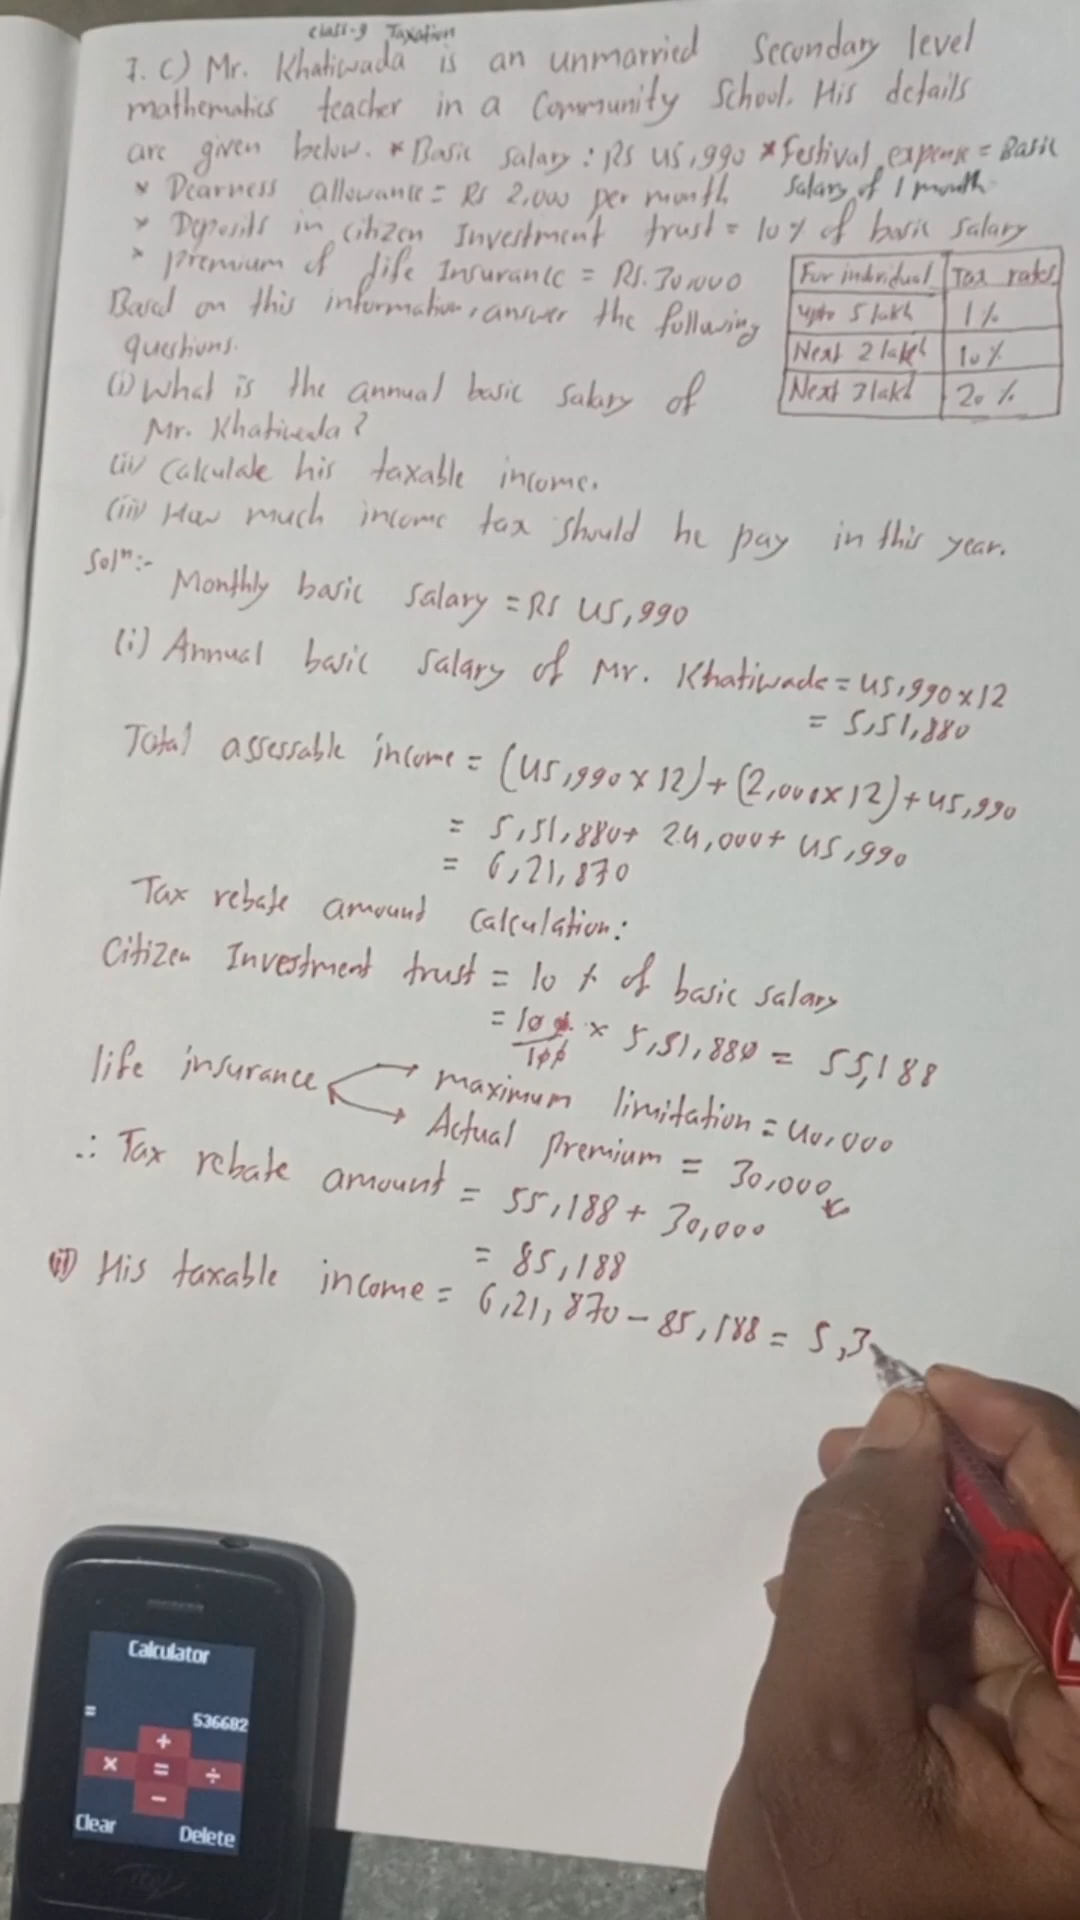 class-9 Taxation
7. c) Mr. Khatiwada is an unmarried Secondary level
mathematics teacher in a Community School. His details
are given below. * Basic salary: RS 45,990 * Festival expense = Basic
salary of 1 month
* Dearness allowance = Rs 2,000 per month
* Deposits in citizen Investment trust = 10% of basic salary
* premium of life Insurance = Rs. 30,000
Based on this information, answer the following
questions.
For individual Tax rates
upto 5 lakh 1%
Next 2 lakh 10%
Next 3 lakh 20%
(i) What is the annual basic salary of
Mr. Khatiwada?
(ii) Calculate his taxable income.
(iii) How much income tax should he pay in this year.
Solⁿ:-
Monthly basic salary = Rs 45,990
(i) Annual basic salary of Mr. Khatiwada = 45,990 x 12
= 5,51,880
Total assessable income = (45,990 x 12) + (2,000 x 12) + 45,990
= 5,51,880 + 24,000 + 45,990
= 6,21,870
Tax rebate amount calculation:
Citizen Investment trust = 10 % of basic salary
= 10/100 x 5,51,880 = 55,188
life insurance → maximum limitation = 40,000
→ Actual premium = 30,000
∴ Tax rebate amount = 55,188 + 30,000
= 85,188
(ii) His taxable income = 6,21,870 - 85,188 = 5,3
Calculator
=
536682
+
× = ÷
−
Clear Delete
itel